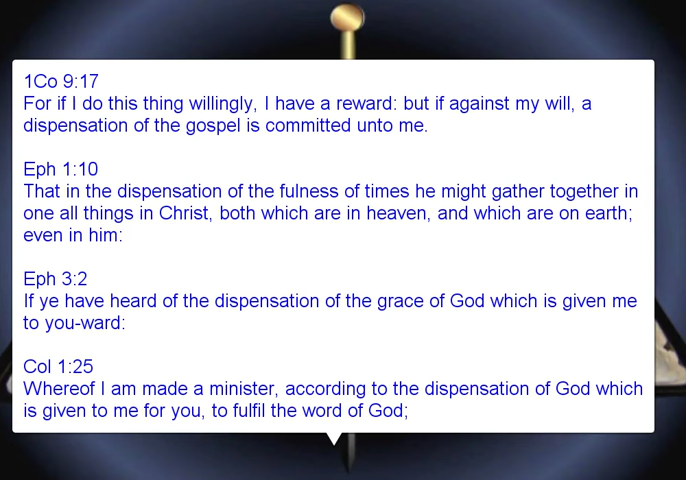 1Co 9:17
For if I do this thing willingly, I have a reward: but if against my will, a
dispensation of the gospel is committed unto me.
Eph 1:10
That in the dispensation of the fulness of times he might gather together in
one all things in Christ, both which are in heaven, and which are on earth;
even in him:
Eph 3:2
If ye have heard of the dispensation of the grace of God which is given me
to you-ward:
Col 1:25
Whereof I am made a minister, according to the dispensation of God which
is given to me for you, to fulfil the word of God;